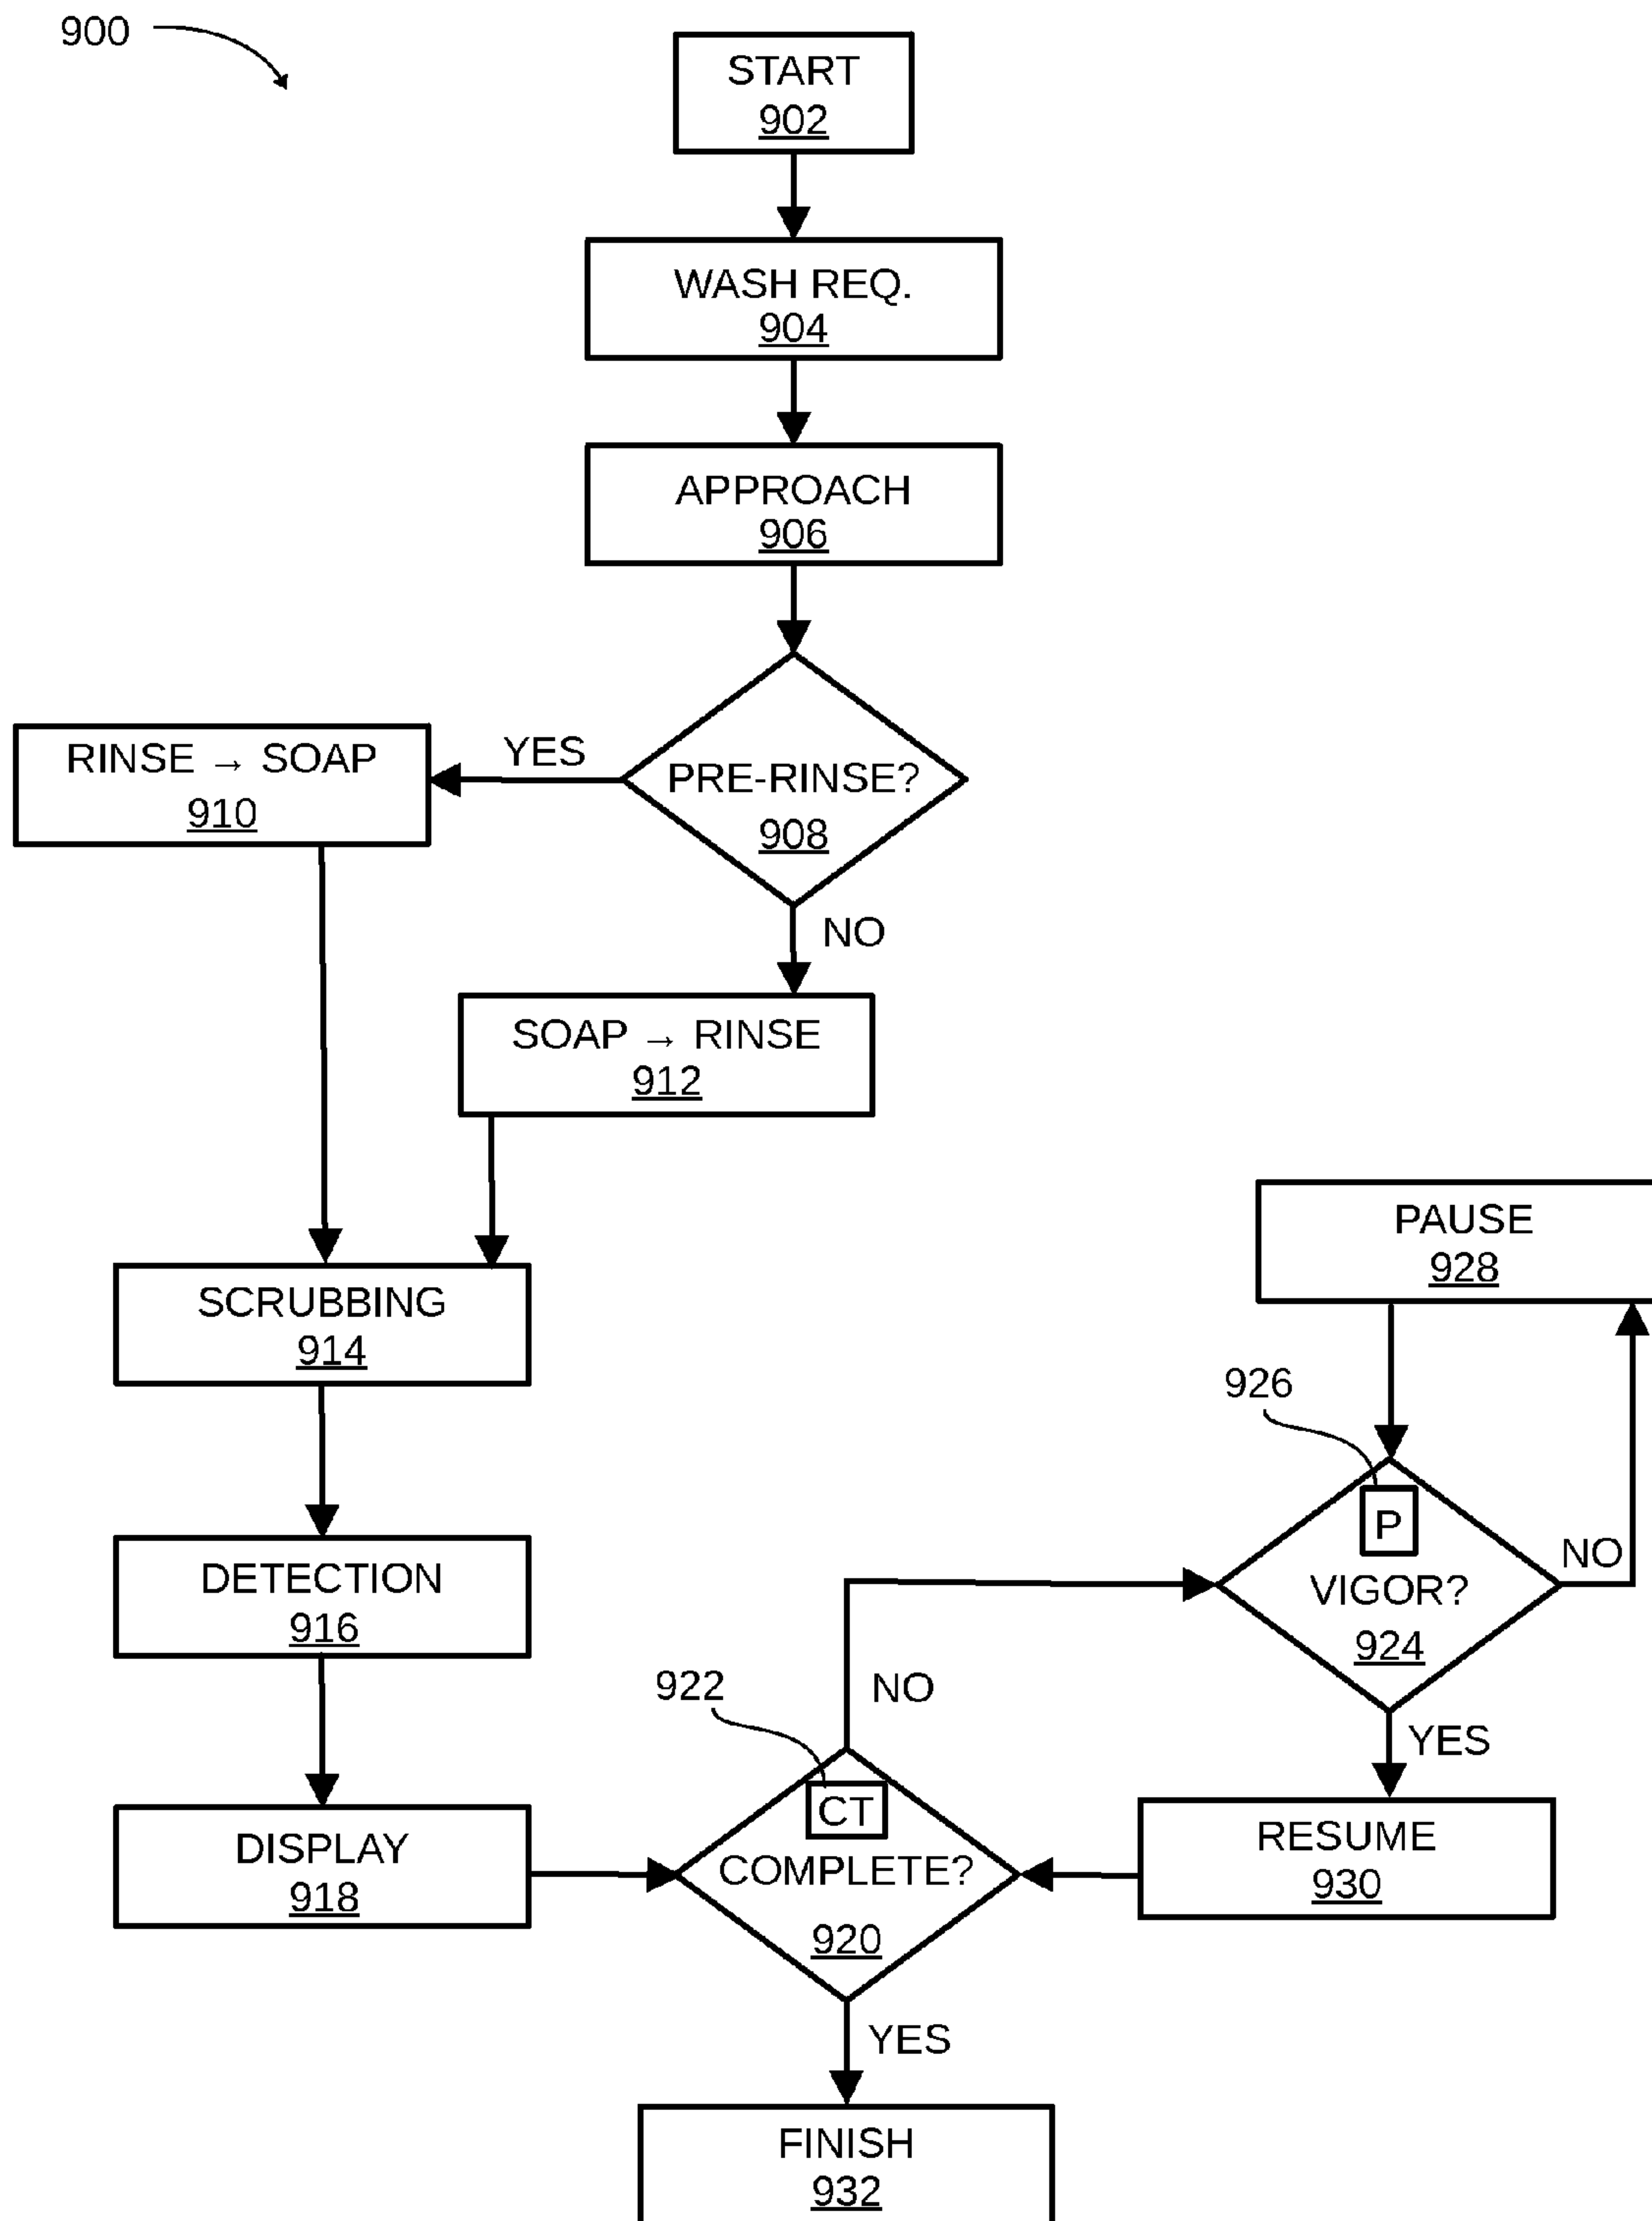 900
START
902
WASH REQ.
904
APPROACH
906
RINSE → SOAP
910
YES
PRE-RINSE?
908
NO
SOAP → RINSE
912
SCRUBBING
914
DETECTION
916
DISPLAY
918
PAUSE
928
926
P
VIGOR?
924
NO
YES
922
NO
CT
COMPLETE?
920
RESUME
930
YES
FINISH
932